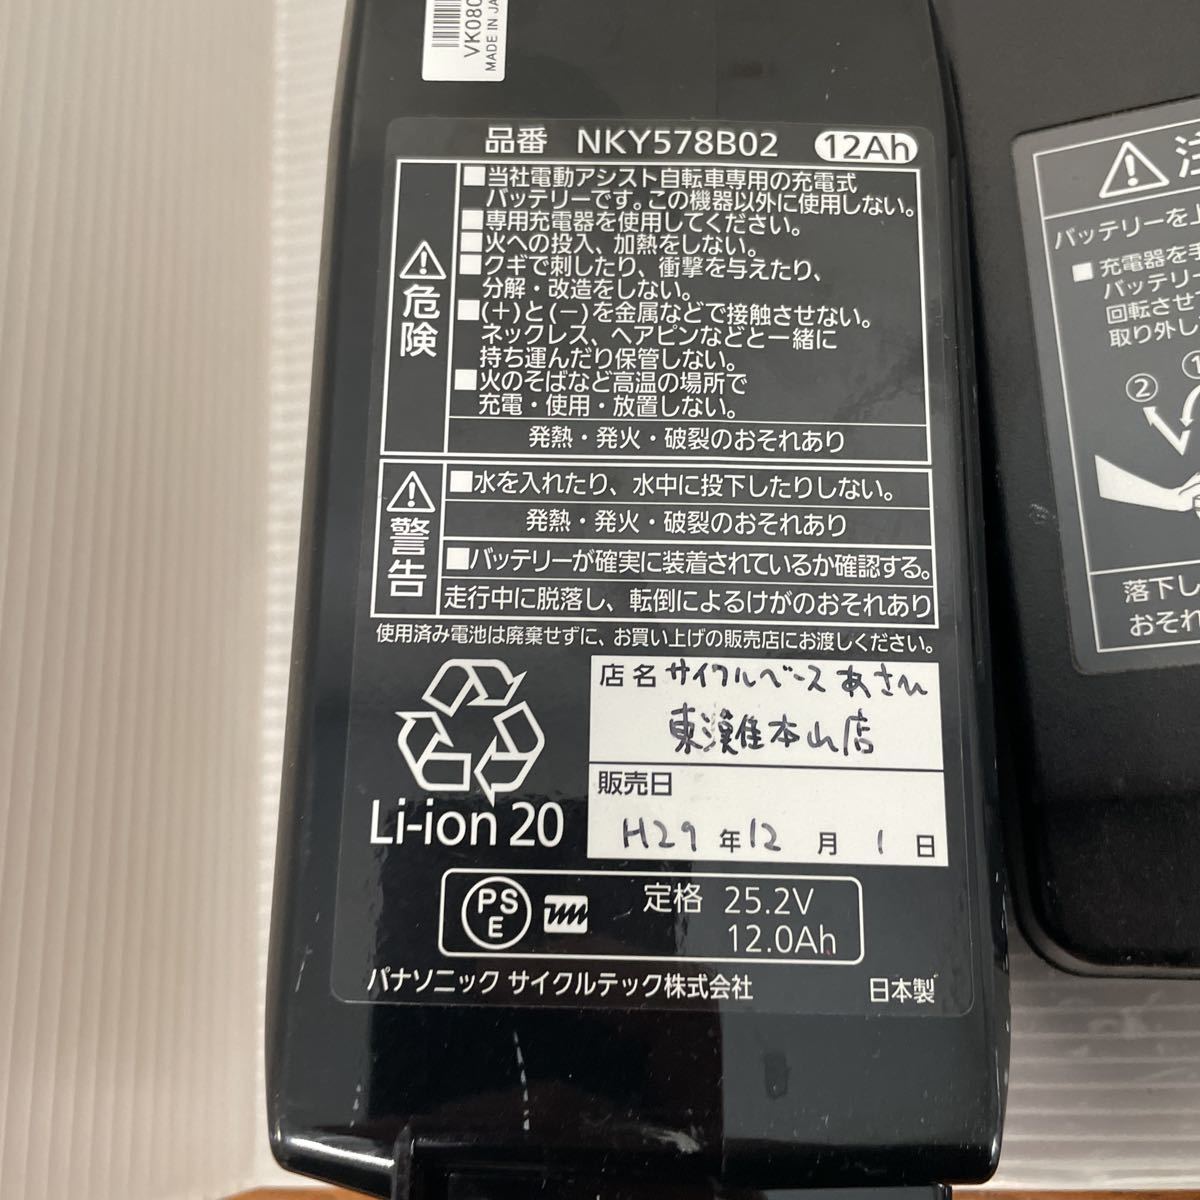 VK080
MADE IN JA
品番 NKY578B02 12Ah
危険
■当社電動アシスト自転車専用の充電式
バッテリーです。この機器以外に使用しない。
■専用充電器を使用してください。
■火への投入、加熱をしない。
■クギで刺したり、衝撃を与えたり、
分解・改造をしない。
■(+)と(−)を金属などで接触させない。
ネックレス、ヘアピンなどと一緒に
持ち運んだり保管しない。
■火のそばなど高温の場所で
充電・使用・放置しない。
発熱・発火・破裂のおそれあり
警告
■水を入れたり、水中に投下したりしない。
発熱・発火・破裂のおそれあり
■バッテリーが確実に装着されているか確認する。
走行中に脱落し、転倒によるけがのおそれあり
使用済み電池は廃棄せずに、お買い上げの販売店にお渡しください。
Li-ion 20
店名 サイクルベースあさひ
東灘本山店
販売日
H29年12月1日
PS
E
定格 25.2V
12.0Ah
パナソニック サイクルテック株式会社 日本製
注
バッテリーを
■充電器を手
バッテリ
回転させ
取り外し
①
②
落下し
おそれ